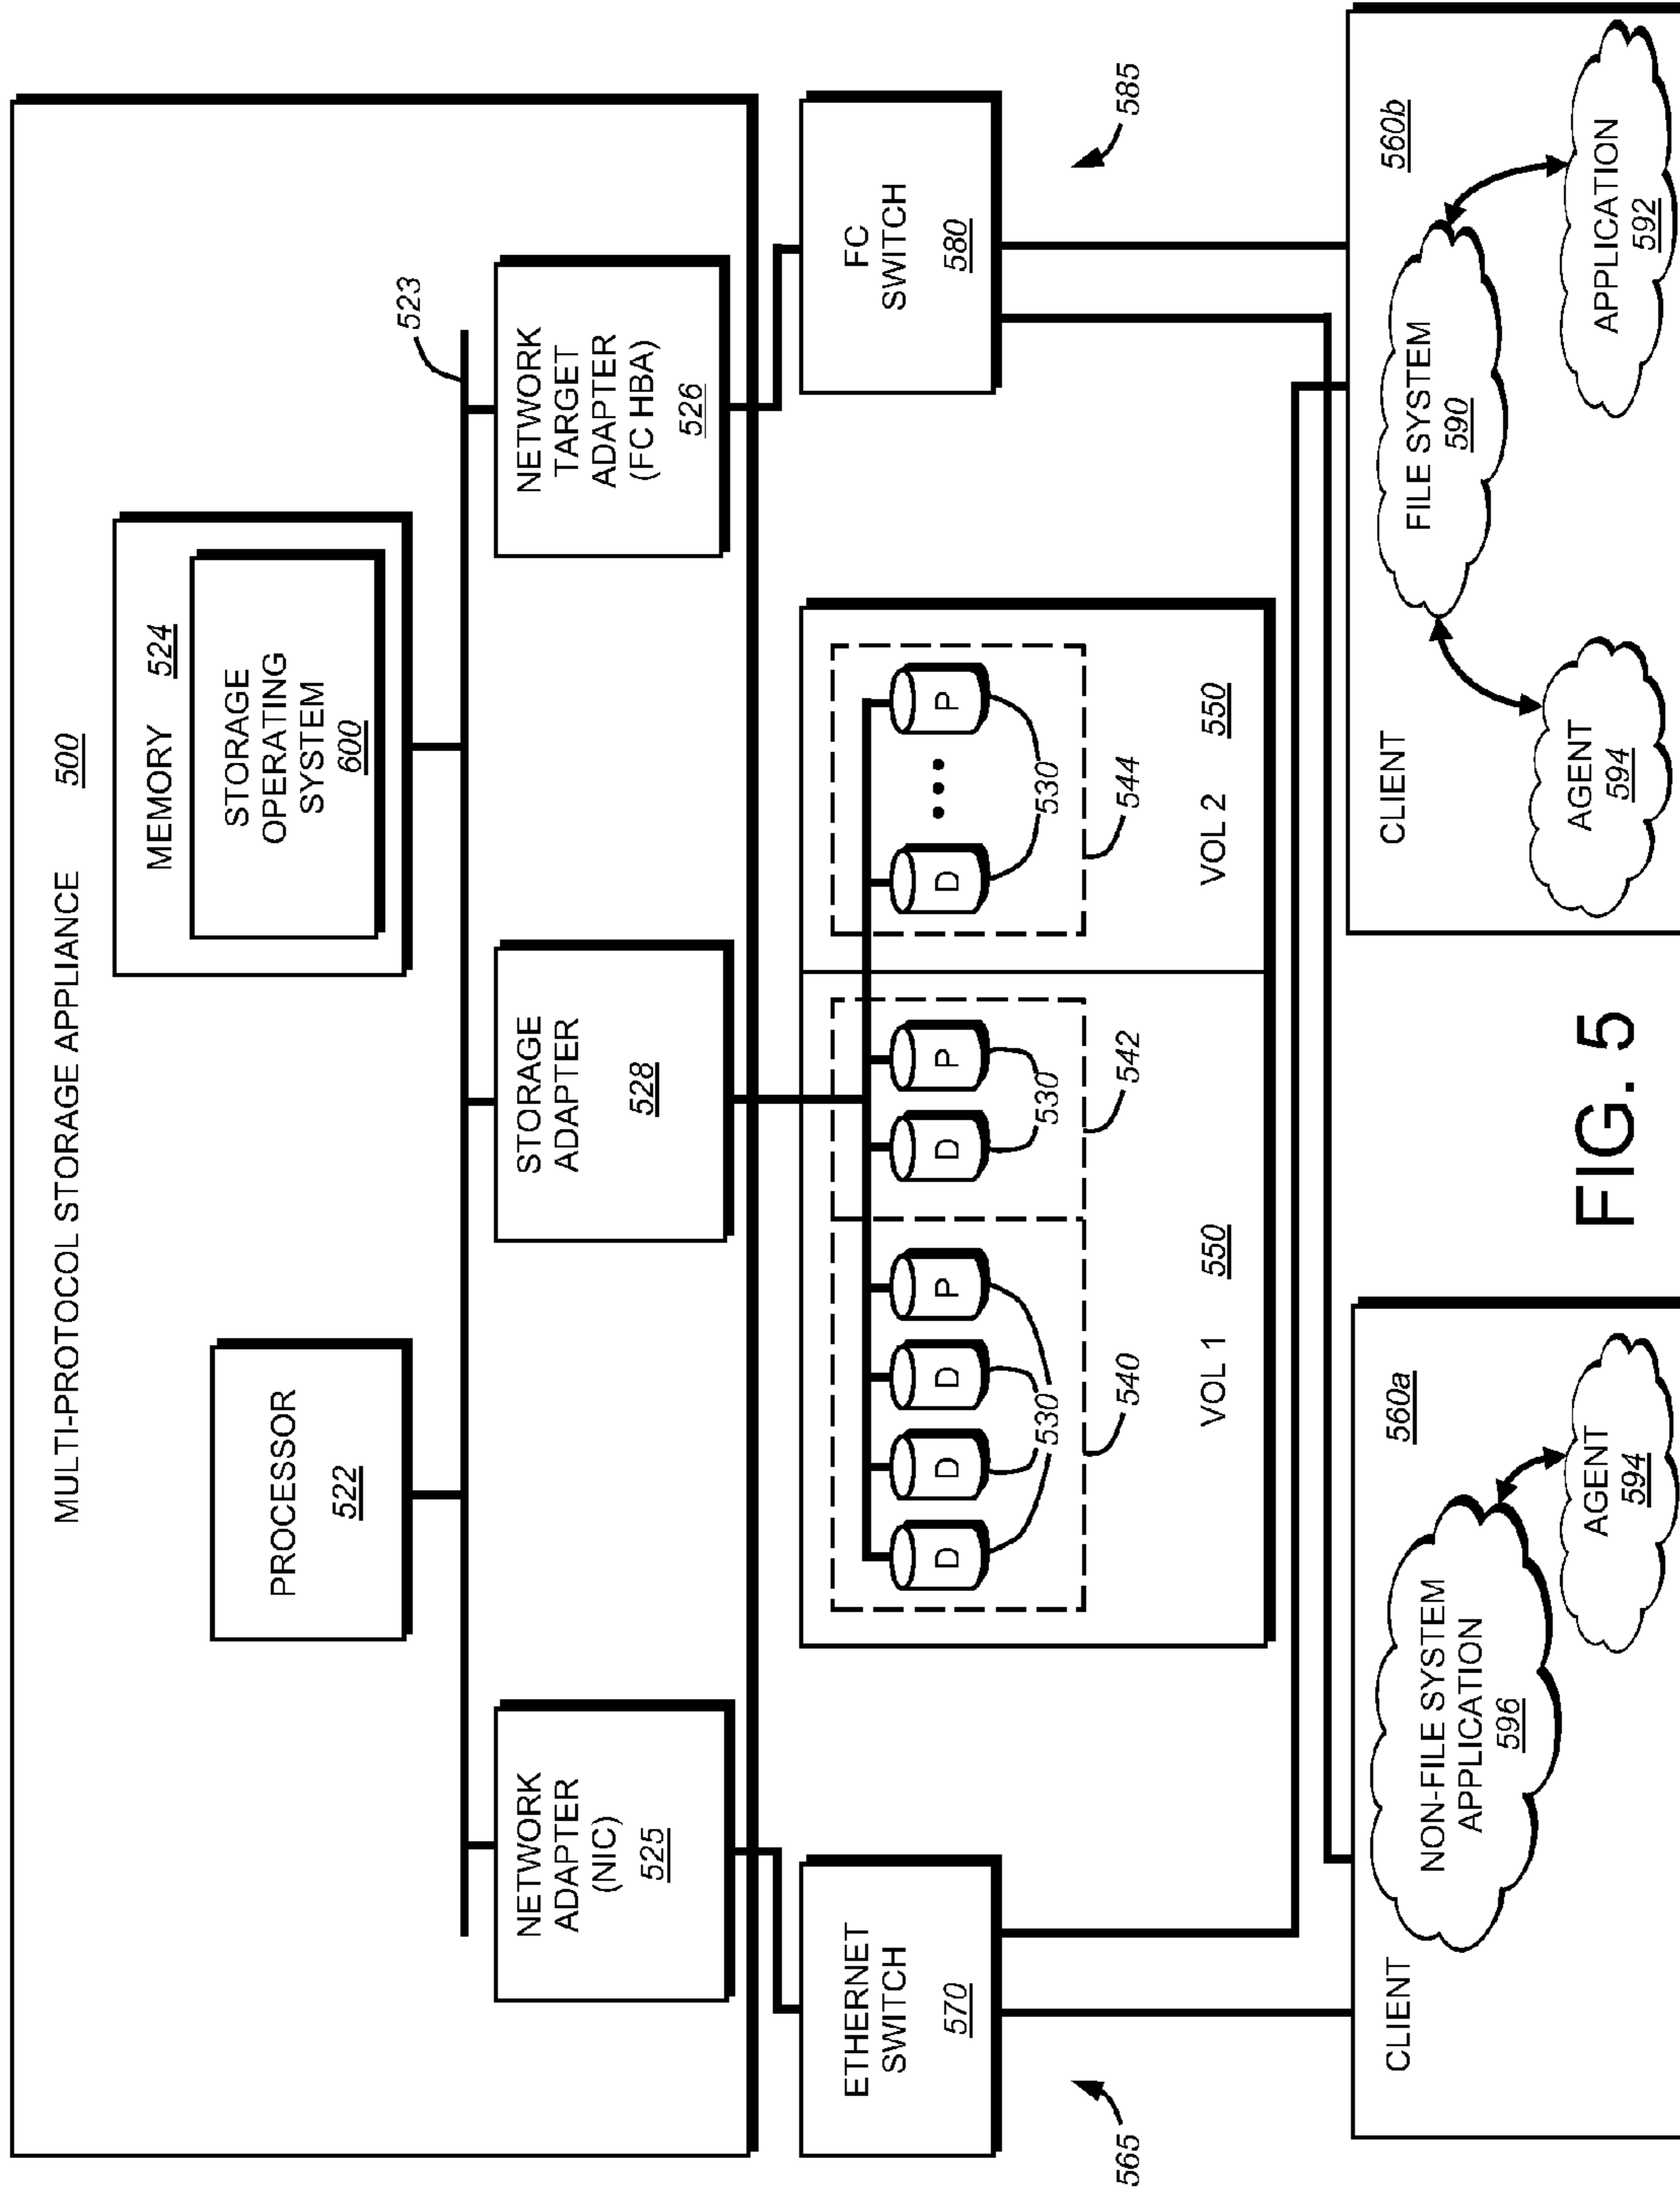 MULTI-PROTOCOL STORAGE APPLIANCE 500
PROCESSOR
522
MEMORY 524
STORAGE
OPERATING
SYSTEM
600
523
NETWORK
ADAPTER
(NIC)
525
STORAGE
ADAPTER
528
NETWORK
TARGET
ADAPTER
(FC HBA)
526
ETHERNET
SWITCH
570
D
D
D
P
530
540
D
P
530
542
VOL 1 550
D
P
530
544
VOL 2 550
FC
SWITCH
580
565
585
CLIENT
560a
NON-FILE SYSTEM
APPLICATION
596
AGENT
594
CLIENT
560b
FILE SYSTEM
590
AGENT
594
APPLICATION
592
FIG. 5